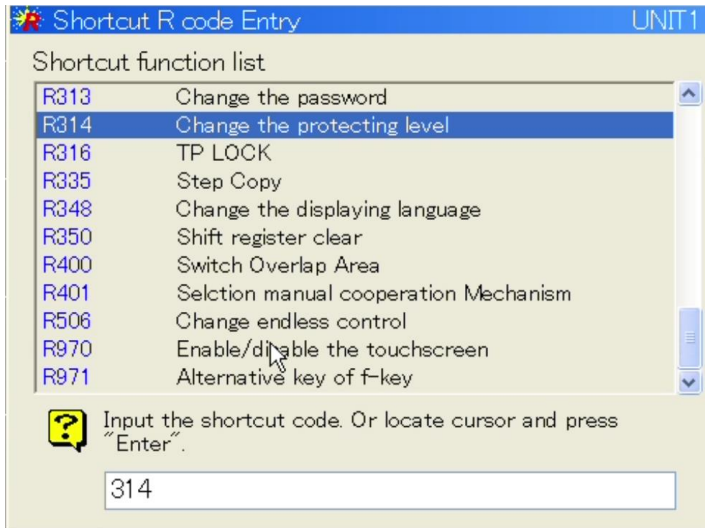 Shortcut R code Entry UNIT1
Shortcut function list
R313 Change the password
R314 Change the protecting level
R316 TP LOCK
R335 Step Copy
R348 Change the displaying language
R350 Shift register clear
R400 Switch Overlap Area
R401 Selction manual cooperation Mechanism
R506 Change endless control
R970 Enable/disable the touchscreen
R971 Alternative key of f-key
Input the shortcut code. Or locate cursor and press
"Enter".
314